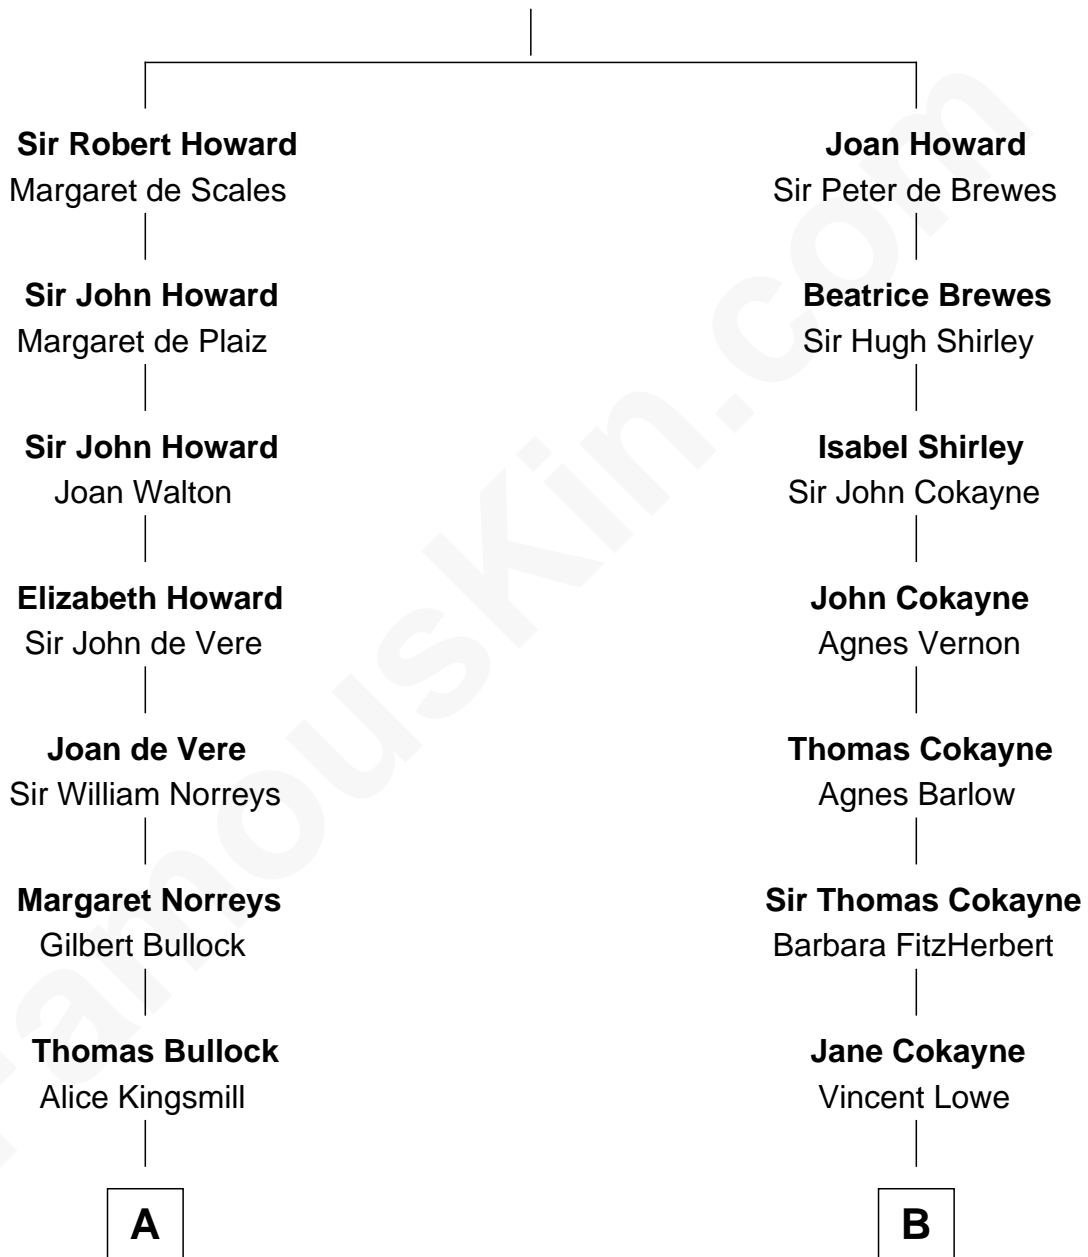 Sir Robert Howard
Margaret de Scales
Sir John Howard
Margaret de Plaiz
Sir John Howard
Joan Walton
Elizabeth Howard
Sir John de Vere
Joan de Vere
Sir William Norreys
Margaret Norreys
Gilbert Bullock
Thomas Bullock
Alice Kingsmill
A
Joan Howard
Sir Peter de Brewes
Beatrice Brewes
Sir Hugh Shirley
Isabel Shirley
Sir John Cokayne
John Cokayne
Agnes Vernon
Thomas Cokayne
Agnes Barlow
Sir Thomas Cokayne
Barbara FitzHerbert
Jane Cokayne
Vincent Lowe
B
FamousKin.com